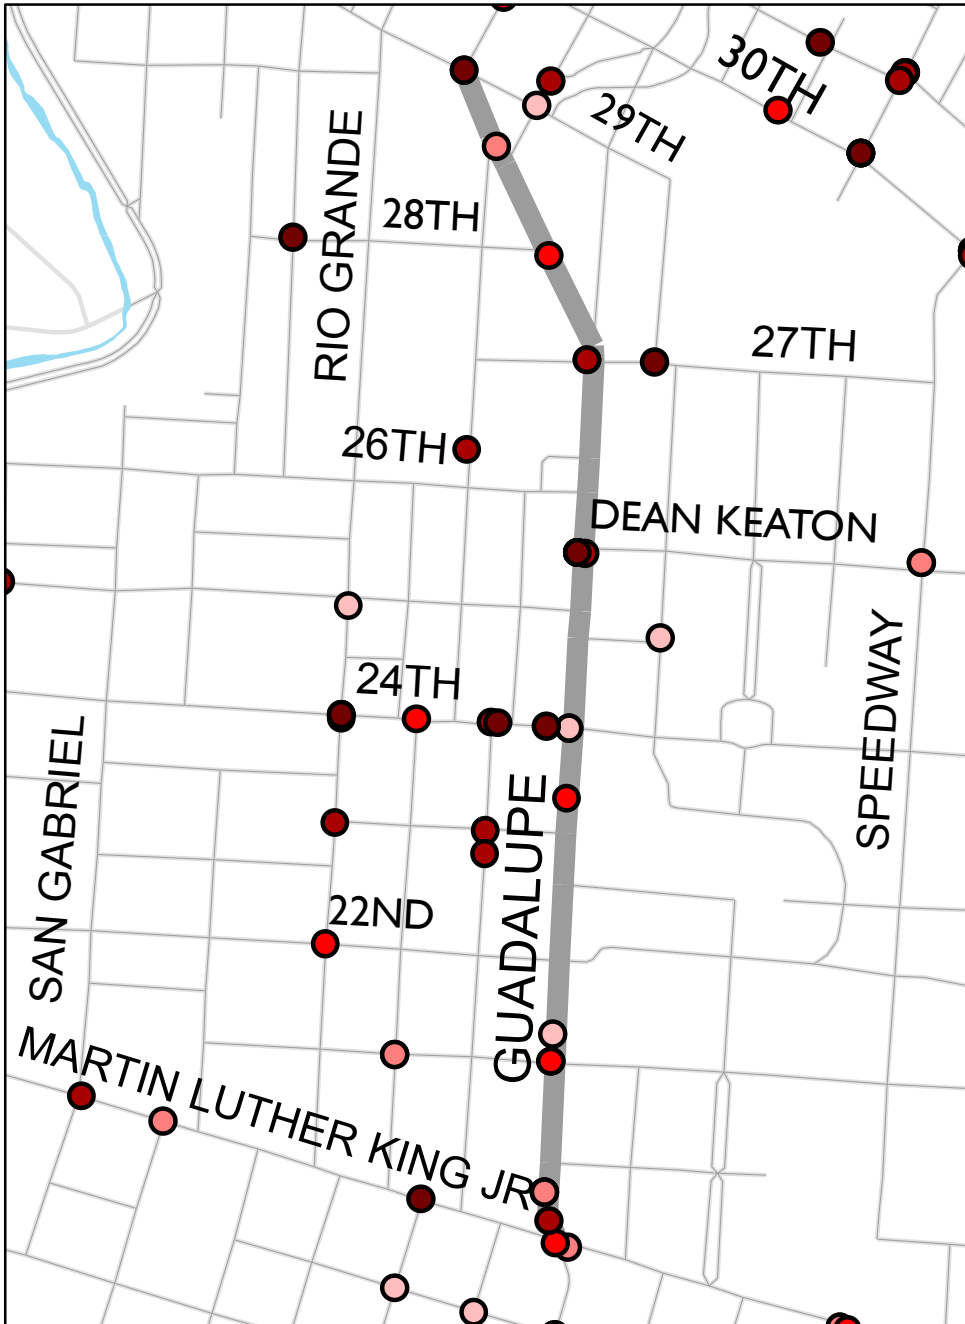 30TH
29TH
RIO GRANDE
28TH
27TH
26TH
DEAN KEATON
SPEEDWAY
24TH
SAN GABRIEL
GUADALUPE
22ND
MARTIN LUTHER KING JR